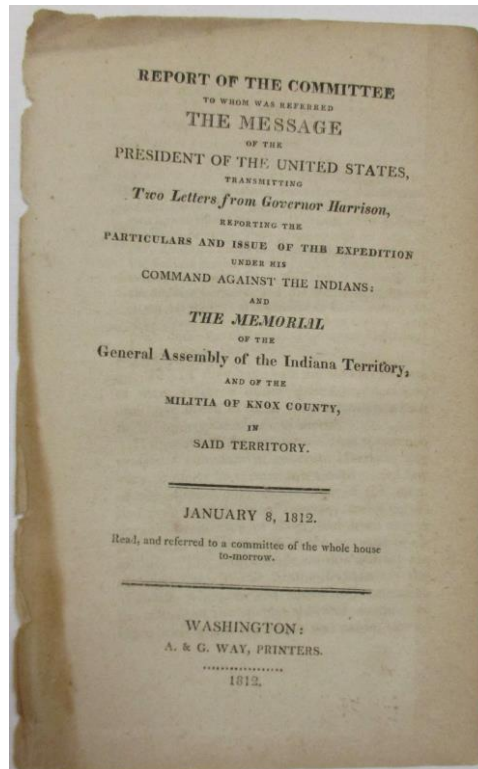 REPORT OF THE COMMITTEE
TO WHOM WAS REFERRED
THE MESSAGE
OF THE
PRESIDENT OF THE UNITED STATES,
TRANSMITTING
Two Letters from Governor Harrison,
REPORTING THE
PARTICULARS AND ISSUE OF THE EXPEDITION
UNDER HIS
COMMAND AGAINST THE INDIANS:
AND
THE MEMORIAL
OF THE
General Assembly of the Indiana Territory,
AND OF THE
MILITIA OF KNOX COUNTY,
IN
SAID TERRITORY.
JANUARY 8, 1812.
Read, and referred to a committee of the whole house
to-morrow.
WASHINGTON:
A. & G. WAY, PRINTERS.
1812.